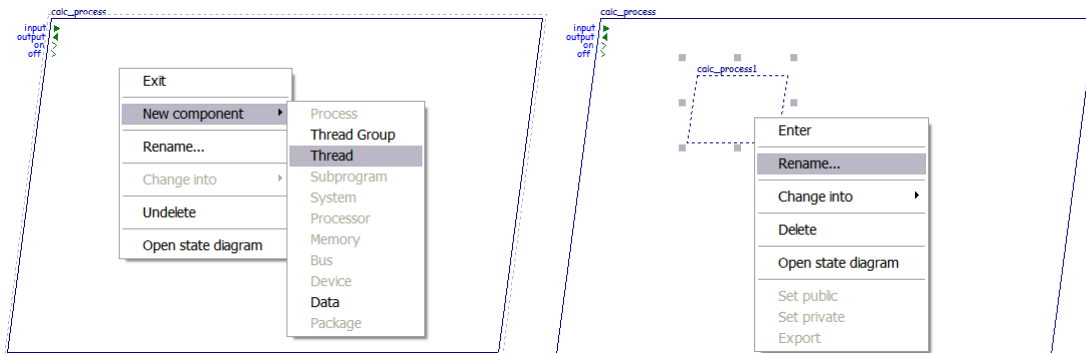 calc_process
input
output
on
off
Exit
New component
Rename...
Change into
Undelete
Open state diagram
Process
Thread Group
Thread
Subprogram
System
Processor
Memory
Bus
Device
Data
Package
calc_process
input
output
on
off
calc_process1
Enter
Rename...
Change into
Delete
Open state diagram
Set public
Set private
Export